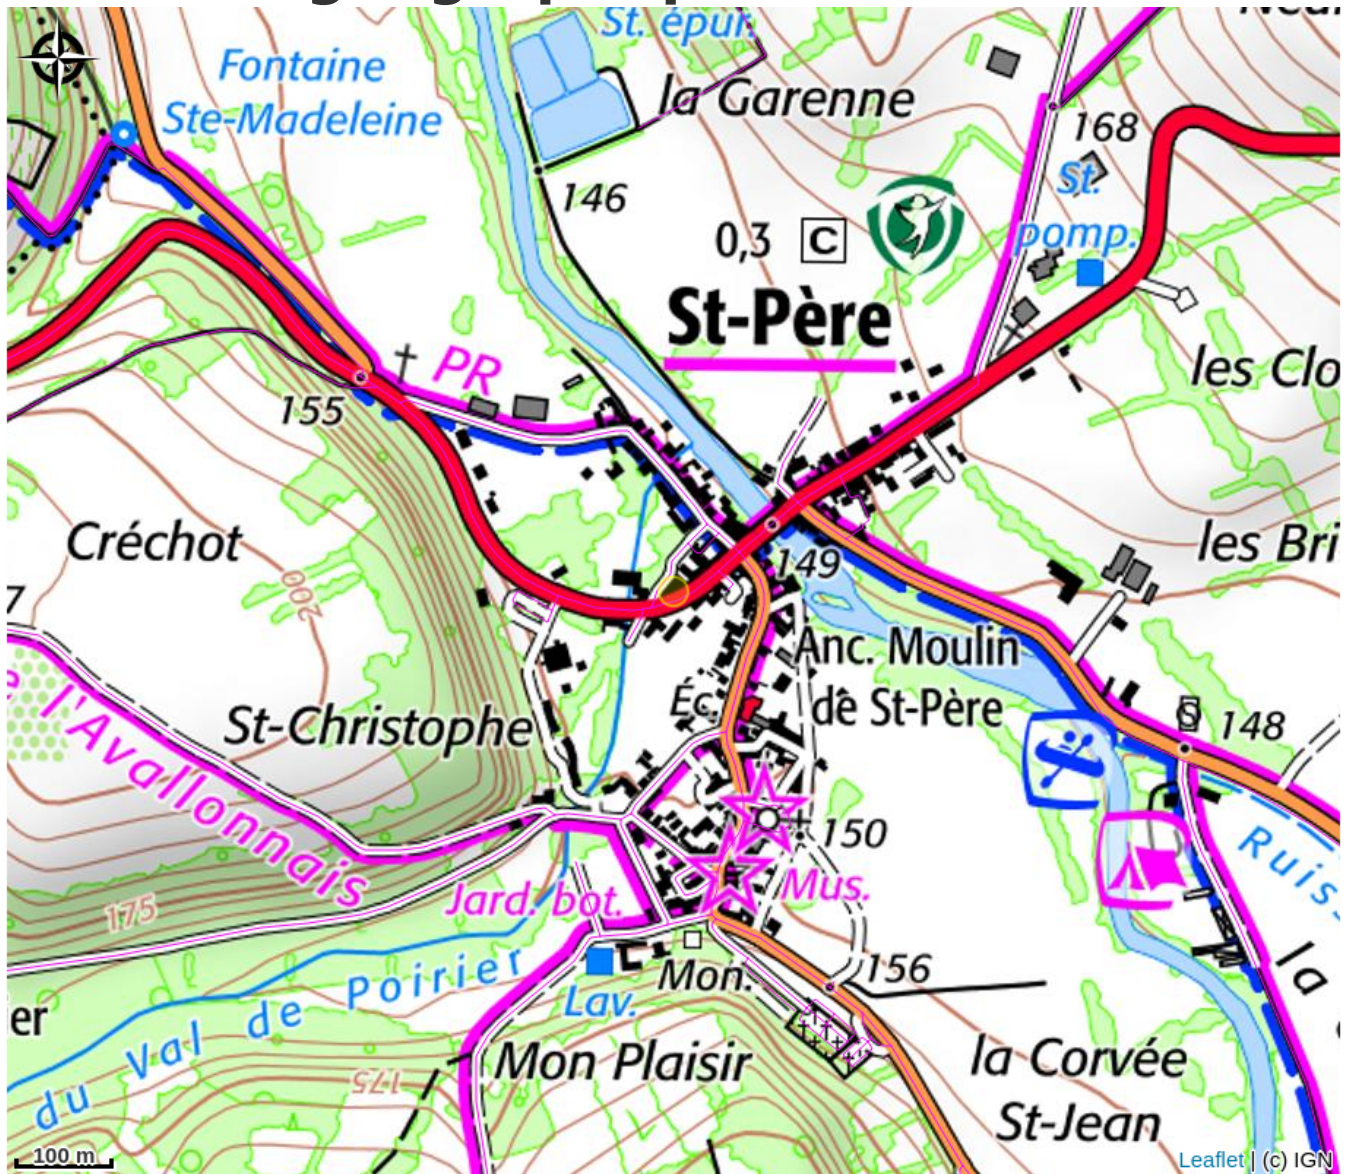 St. épur.
Fontaine
Ste-Madeleine
la Garenne
168
146
St.
pomp.
0,3 C
St-Père
les Clo
PR
155
Créchot
200
les Bri
149
7
Anc. Moulin
de St-Père
Éc.
St-Christophe
148
l'Avallonnais
150
Ruis
175
Jard. bot.
Mus.
la
156
Mon.
Lav.
er
du Val de Poirier
Mon Plaisir
175
la Corvée
St-Jean
100 m
Leaflet | (c) IGN